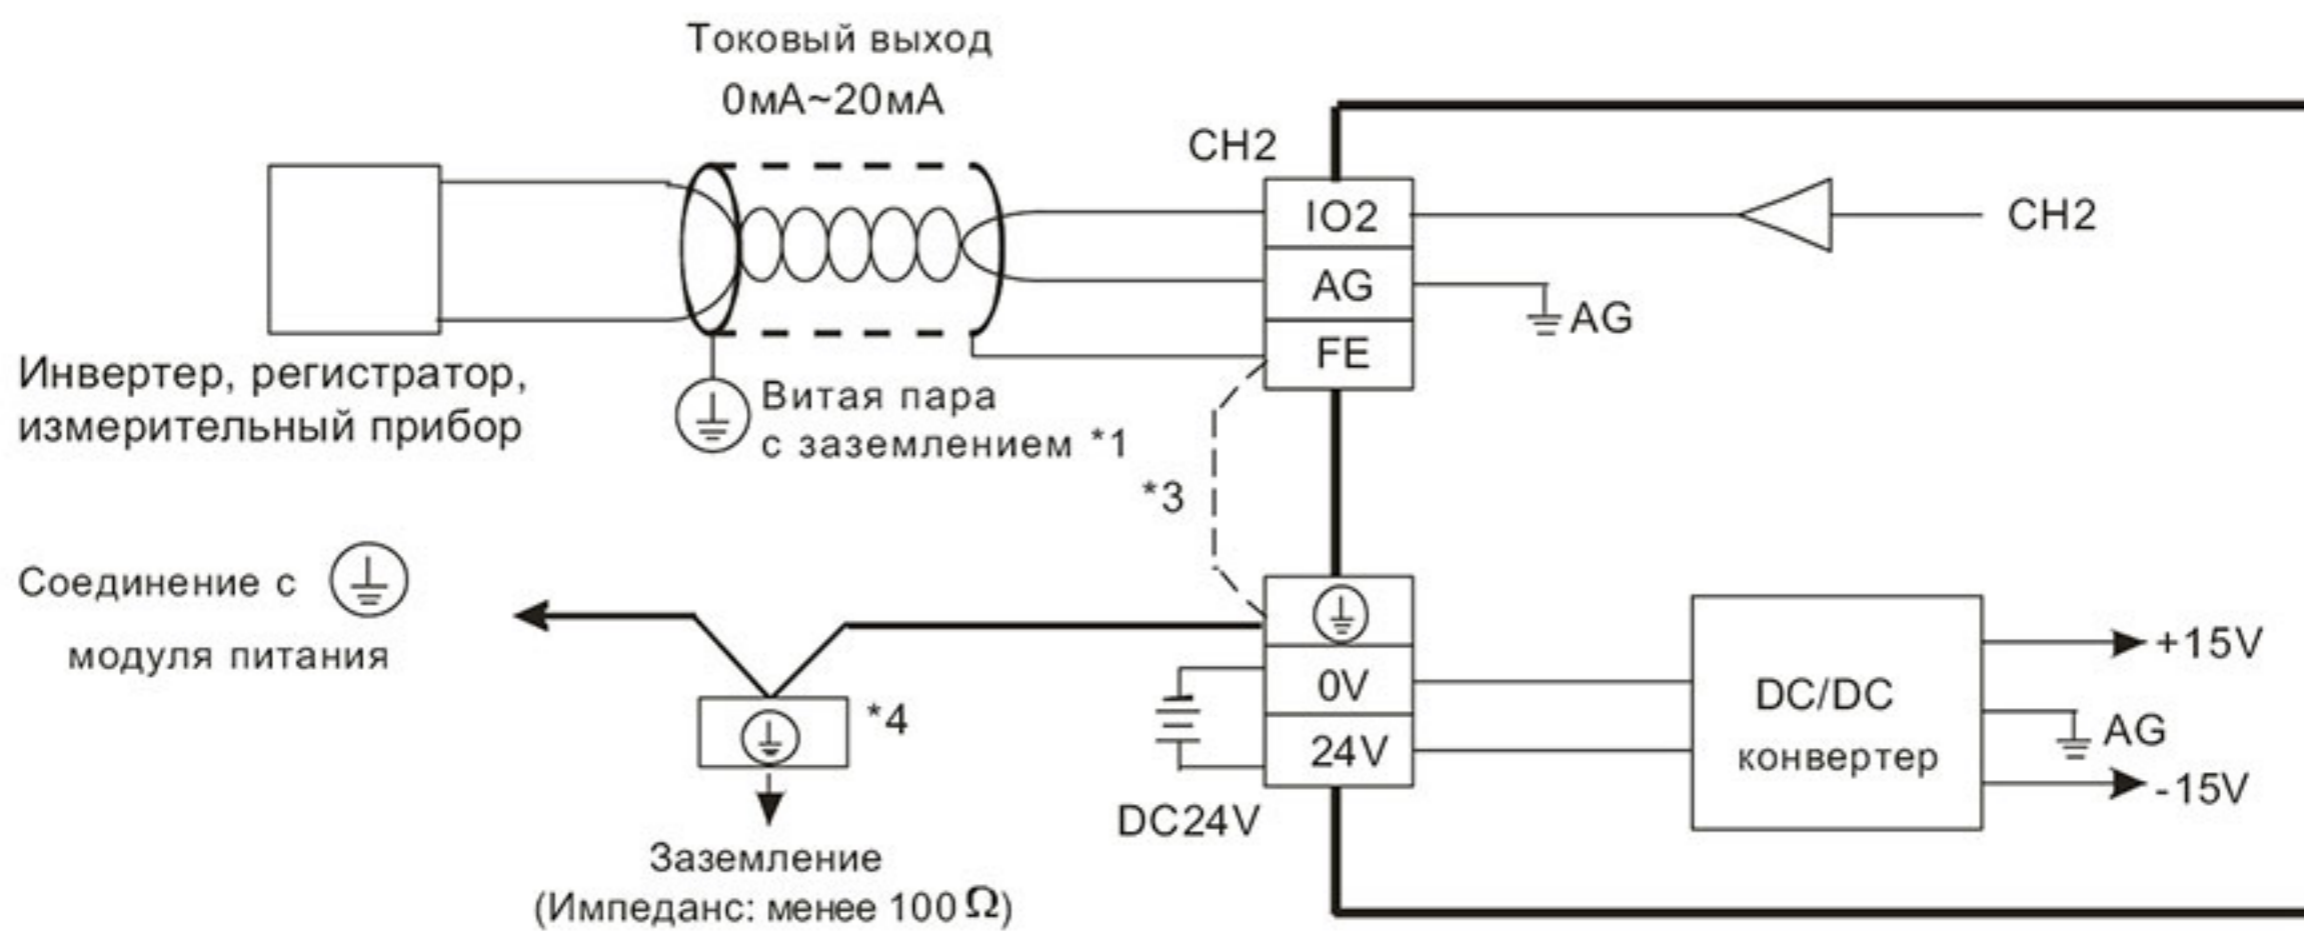 Токовый выход
0мА~20мА
CH2
IO2
CH2
AG
AG
FE
Инвертер, регистратор,
измерительный прибор
Витая пара
с заземлением *1
*3
Соединение с
модуля питания
*4
0V
24V
DC24V
DC/DC
конвертер
+15V
AG
-15V
Заземление
(Импеданс: менее 100 Ω)